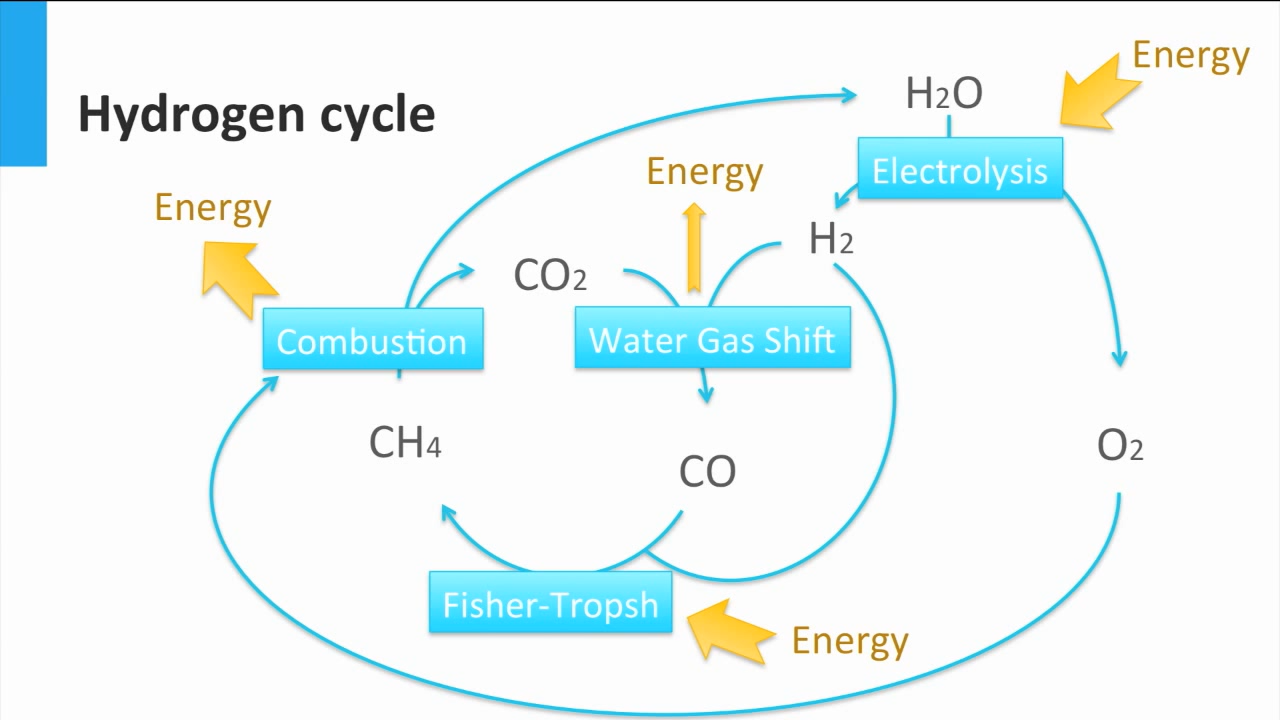 Hydrogen cycle
Energy
H2O
Electrolysis
Energy
Energy
H2
CO2
Combustion
Water Gas Shift
CH4
CO
O2
Fisher-Tropsh
Energy